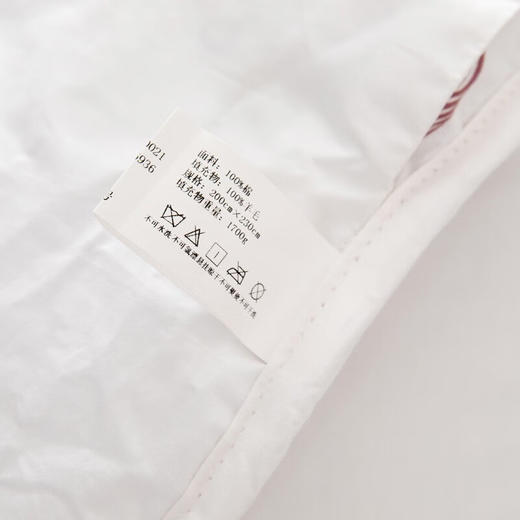 0021
5936
面料: 100%棉
填充物: 100%羊毛
规格: 200cm×230cm
填充物重量: 1700g
不可水洗 不可氯漂 悬挂晾干 不可熨烫 不可干洗